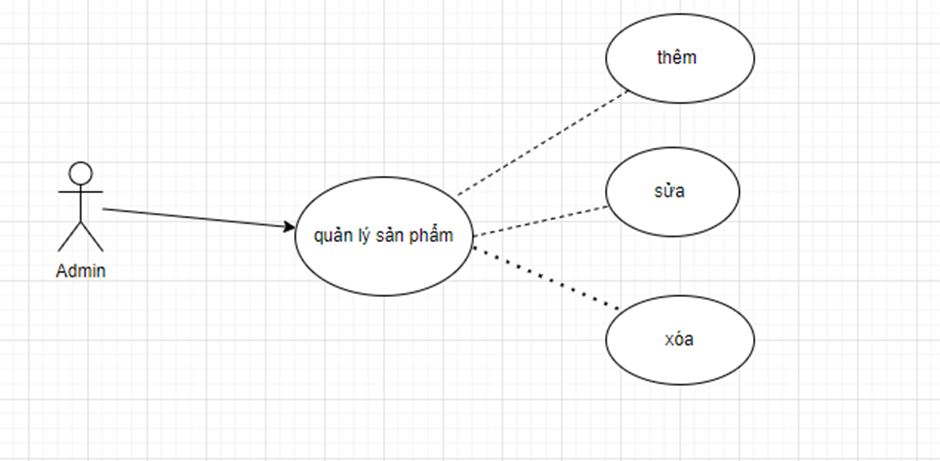 thêm
sửa
quản lý sản phẩm
Admin
xóa